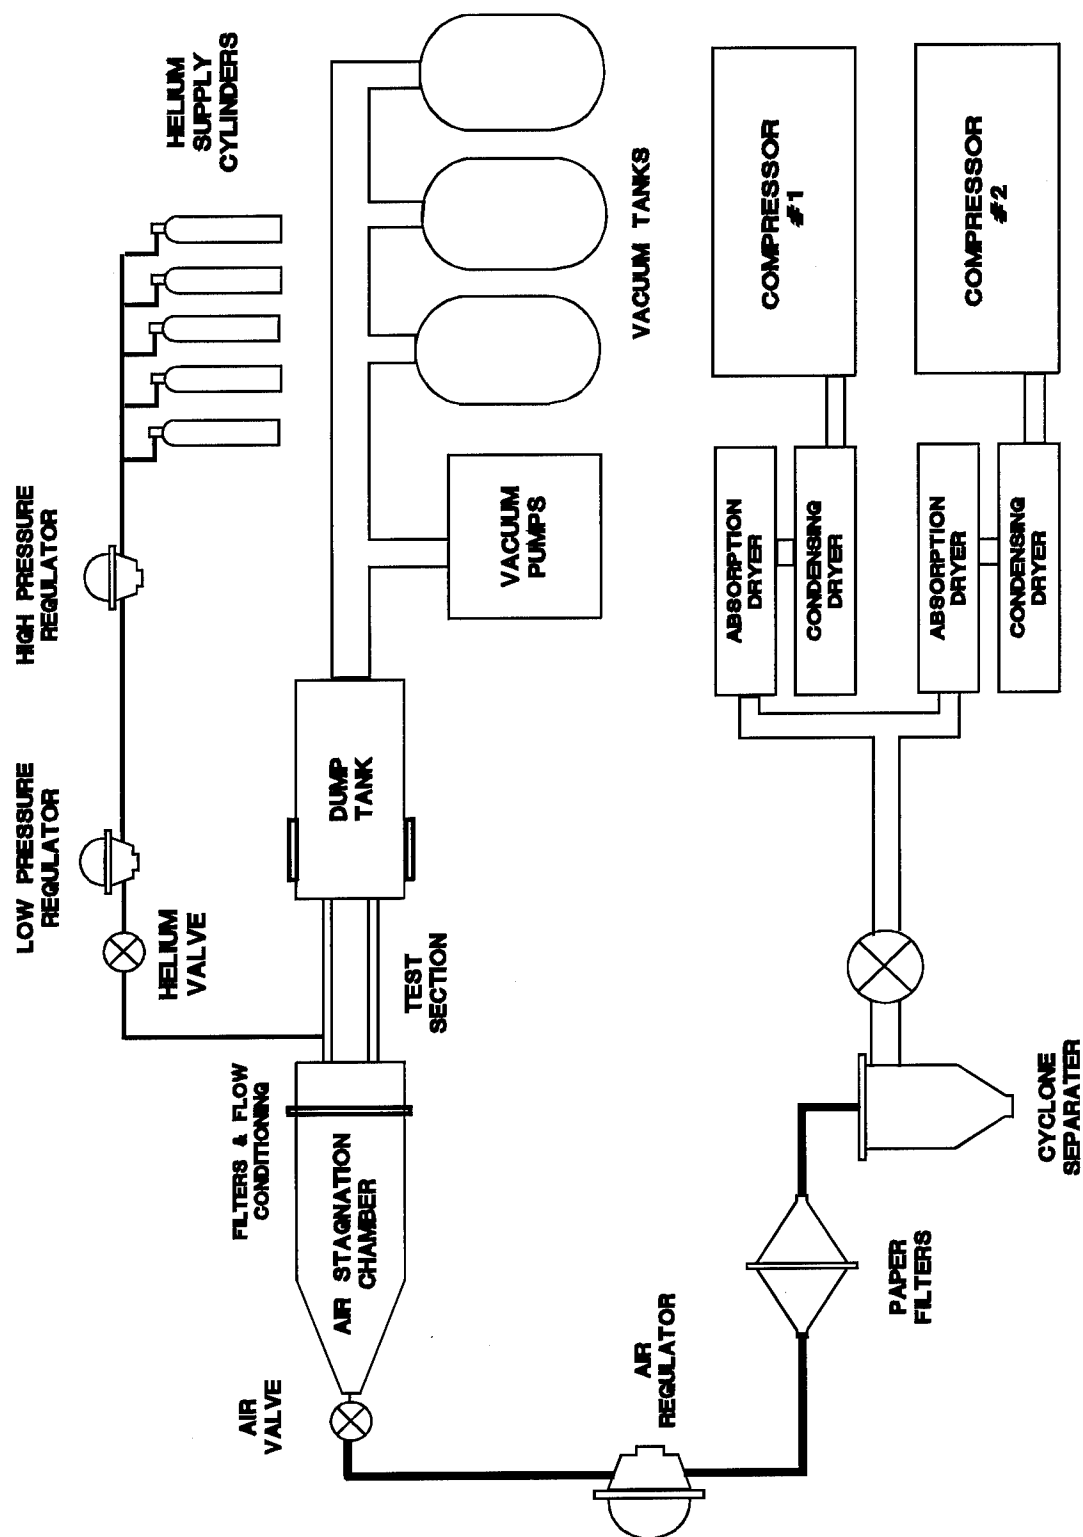 LOW PRESSURE
REGULATOR
HIGH PRESSURE
REGULATOR
HELIUM
VALVE
HELIUM
SUPPLY
CYLINDERS
AIR
VALVE
FILTERS & FLOW
CONDITIONING
AIR STAGNATION
CHAMBER
TEST
SECTION
DUMP
TANK
VACUUM
PUMPS
VACUUM TANKS
AIR
REGULATOR
PAPER
FILTERS
CYCLONE
SEPARATER
ABSORPTION
DRYER
CONDENSING
DRYER
COMPRESSOR
#1
ABSORPTION
DRYER
CONDENSING
DRYER
COMPRESSOR
#2